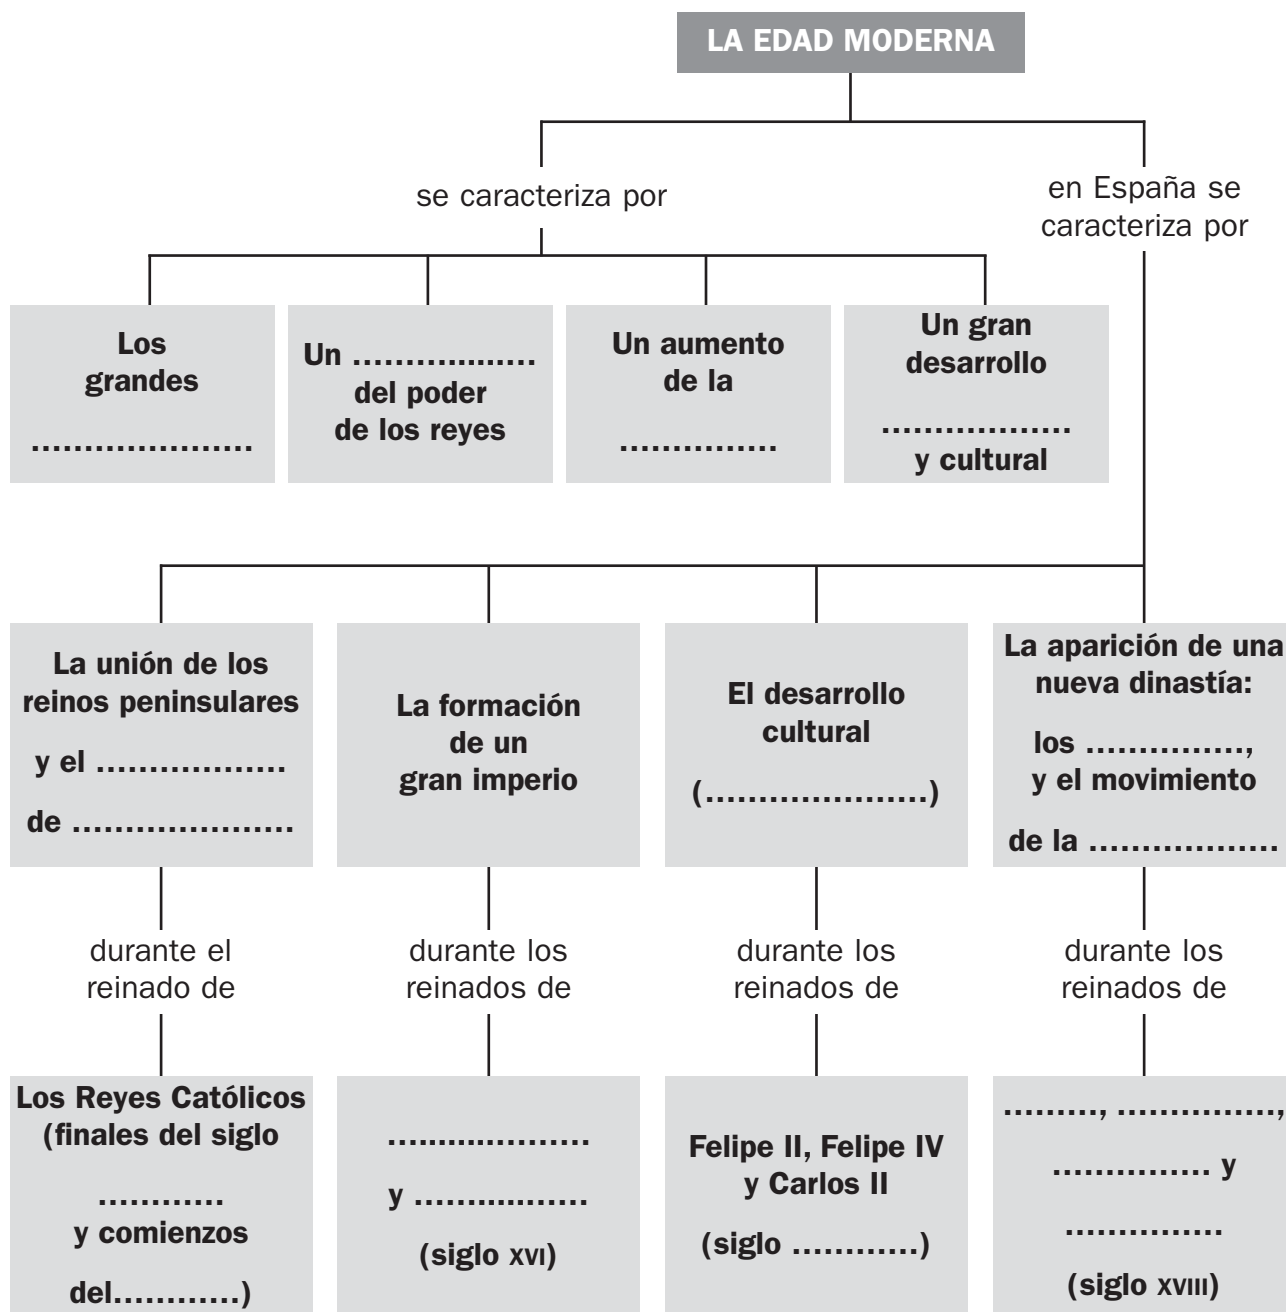 LA EDAD MODERNA
se caracteriza por
en España se
caracteriza por
Los
grandes
.....................
Un .................
del poder
de los reyes
Un aumento
de la
...............
Un gran
desarrollo
..................
y cultural
La unión de los
reinos peninsulares
y el ..................
de .....................
La formación
de un
gran imperio
El desarrollo
cultural
(.....................)
La aparición de una
nueva dinastía:
los ...............,
y el movimiento
de la ..................
durante el
reinado de
durante los
reinados de
durante los
reinados de
durante los
reinados de
Los Reyes Católicos
(finales del siglo
............
y comienzos
del............)
...................
y ................
(siglo XVI)
Felipe II, Felipe IV
y Carlos II
(siglo ............)
........., ...............,
............... y
...............
(siglo XVIII)